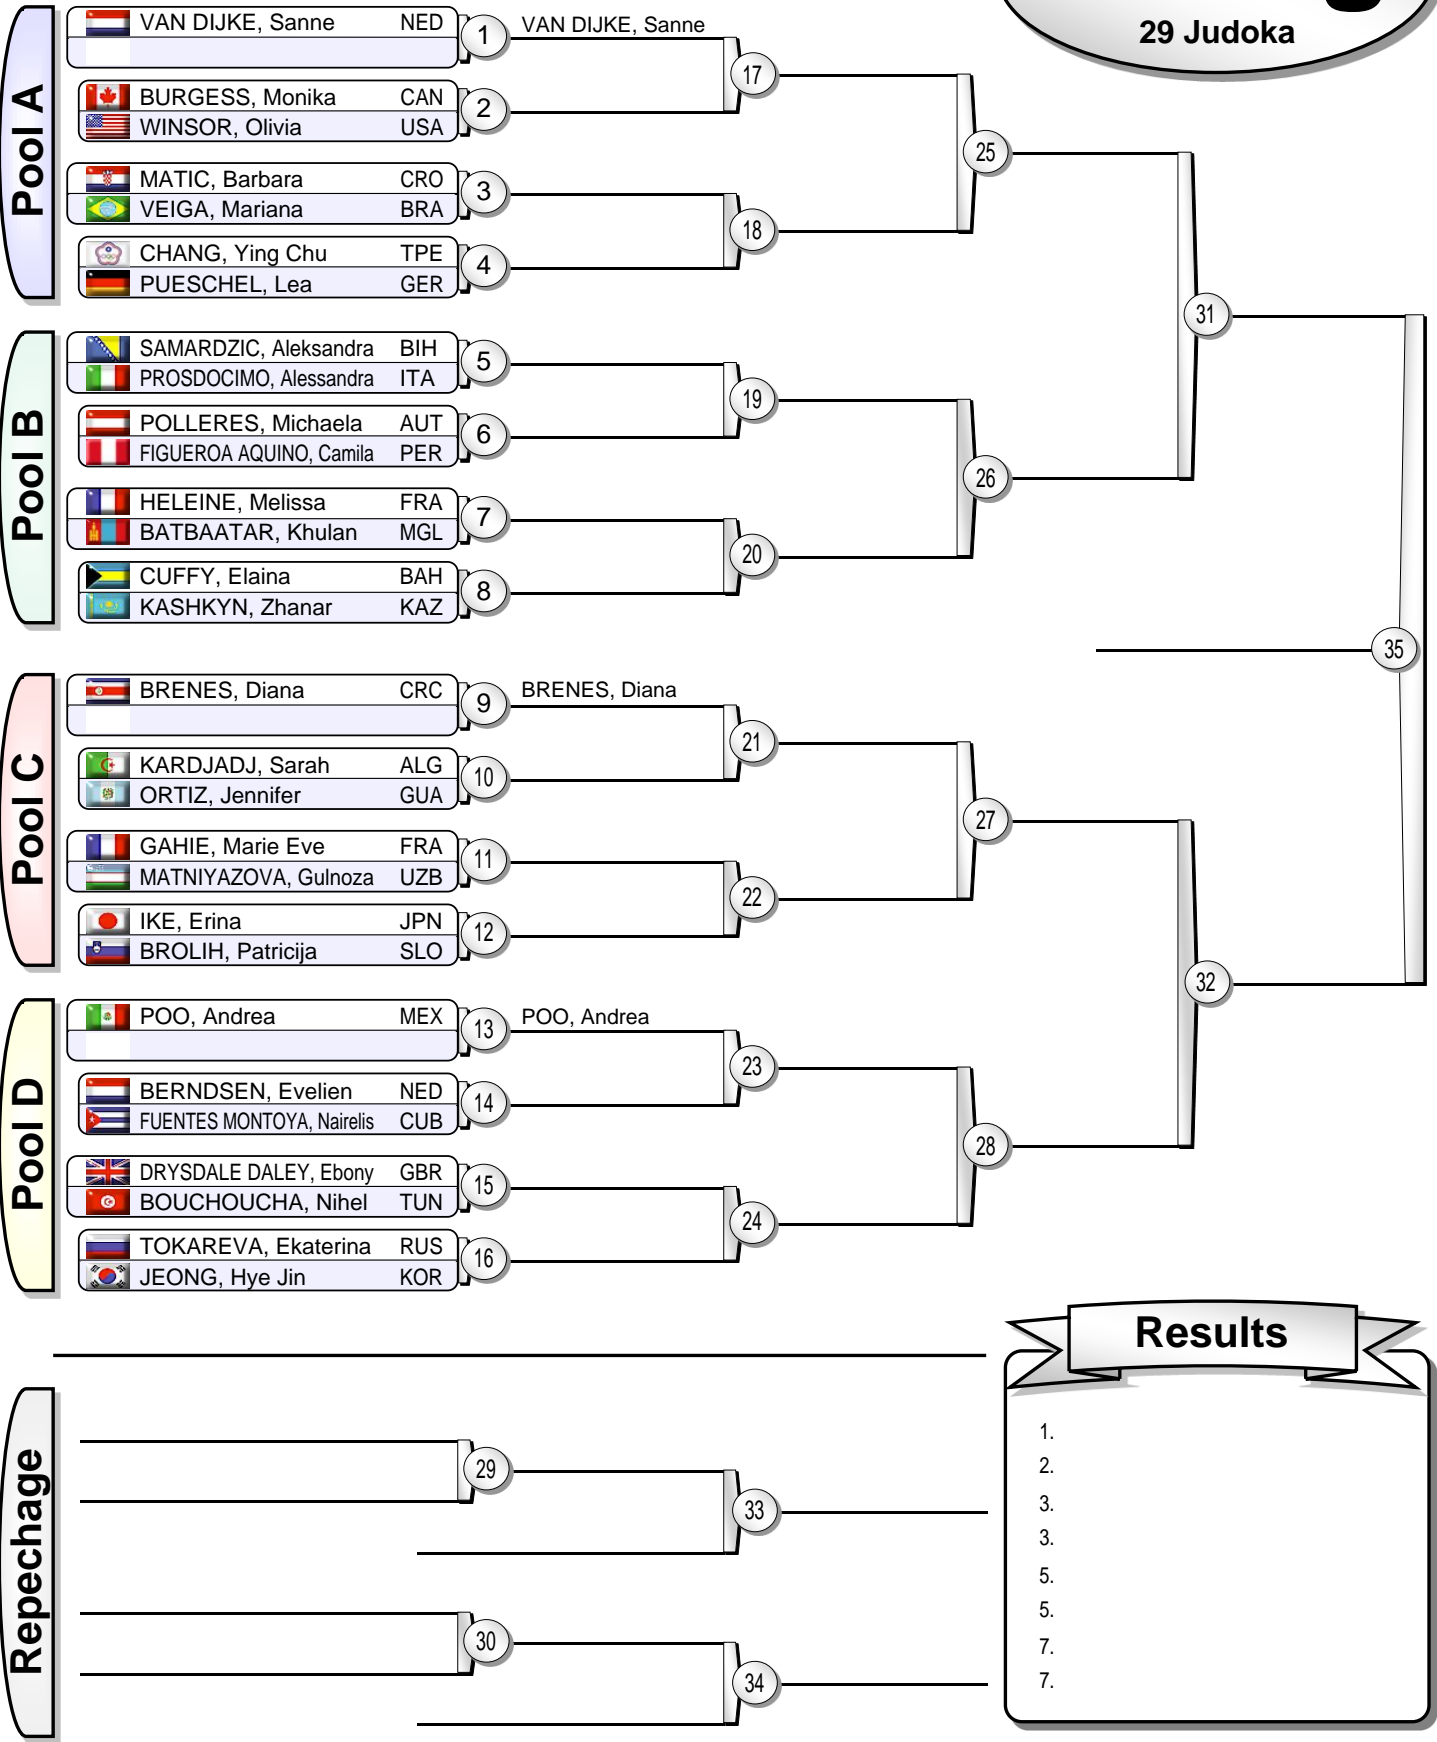 29 Judoka
Pool A
VAN DIJKE, Sanne NED 1 VAN DIJKE, Sanne
17
BURGESS, Monika CAN 2
WINSOR, Olivia USA
25
MATIC, Barbara CRO 3
VEIGA, Mariana BRA
18
CHANG, Ying Chu TPE 4
PUESCHEL, Lea GER
31
Pool B
SAMARDZIC, Aleksandra BIH 5
PROSDOCIMO, Alessandra ITA
19
POLLERES, Michaela AUT 6
FIGUEROA AQUINO, Camila PER
26
HELEINE, Melissa FRA 7
BATBAATAR, Khulan MGL
20
CUFFY, Elaina BAH 8
KASHKYN, Zhanar KAZ
35
Pool C
BRENES, Diana CRC 9 BRENES, Diana
21
KARDJADJ, Sarah ALG 10
ORTIZ, Jennifer GUA
27
GAHIE, Marie Eve FRA 11
MATNIYAZOVA, Gulnoza UZB
22
IKE, Erina JPN 12
BROLIH, Patricija SLO
32
Pool D
POO, Andrea MEX 13 POO, Andrea
23
BERNDSEN, Evelien NED 14
FUENTES MONTOYA, Nairelis CUB
28
DRYSDALE DALEY, Ebony GBR 15
BOUCHOUCHA, Nihel TUN
24
TOKAREVA, Ekaterina RUS 16
JEONG, Hye Jin KOR
Repechage
29
33
30
34
Results
1.
2.
3.
3.
5.
5.
7.
7.